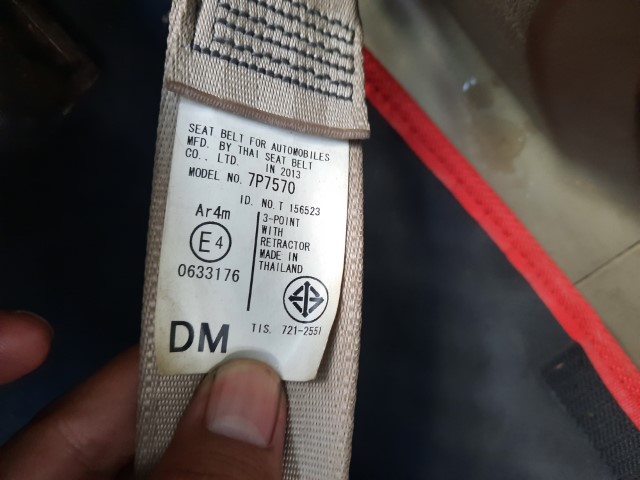 SEAT BELT FOR AUTOMOBILES
MFD. BY THAI SEAT BELT
CO., LTD. IN 2013
MODEL NO. 7P7570
ID. NO.T 156523
Ar4m
E4
0633176
3-POINT
WITH
RETRACTOR
MADE IN
THAILAND
TIS. 721-2551
DM